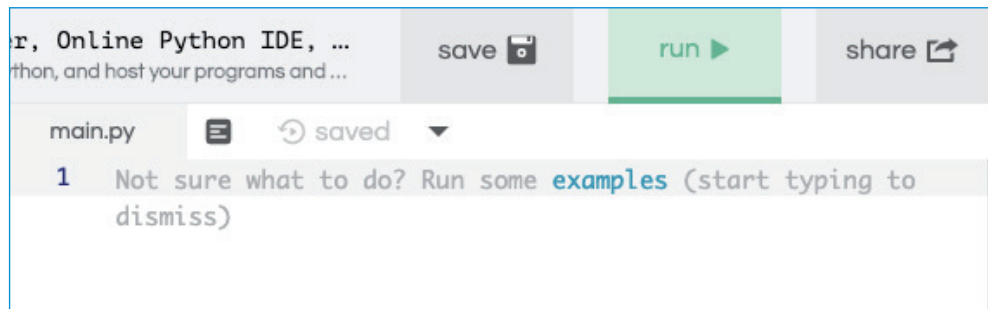 r, Online Python IDE, ...
thon, and host your programs and ...
save
run
share
main.py
saved
1
Not sure what to do? Run some examples (start typing to
dismiss)